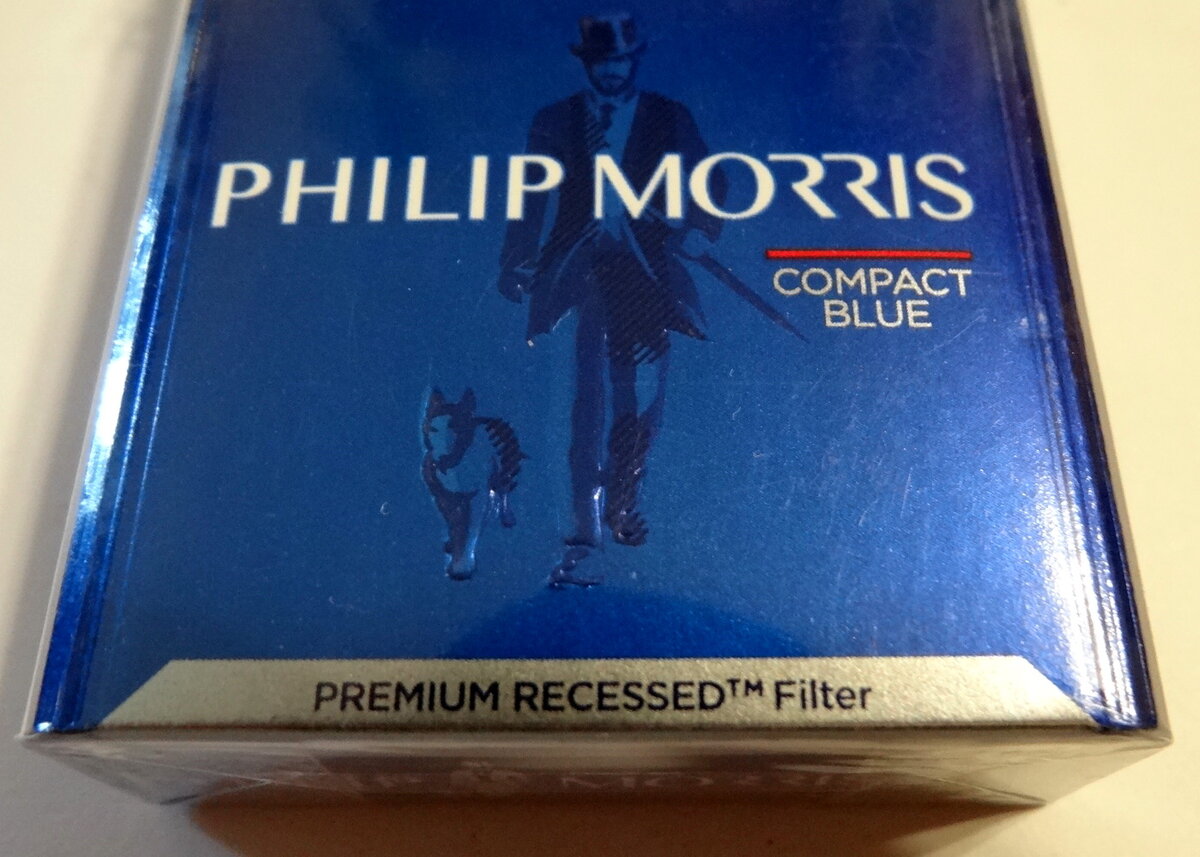 PHILIP MORRIS
COMPACT
BLUE
PREMIUM RECESSED™ Filter